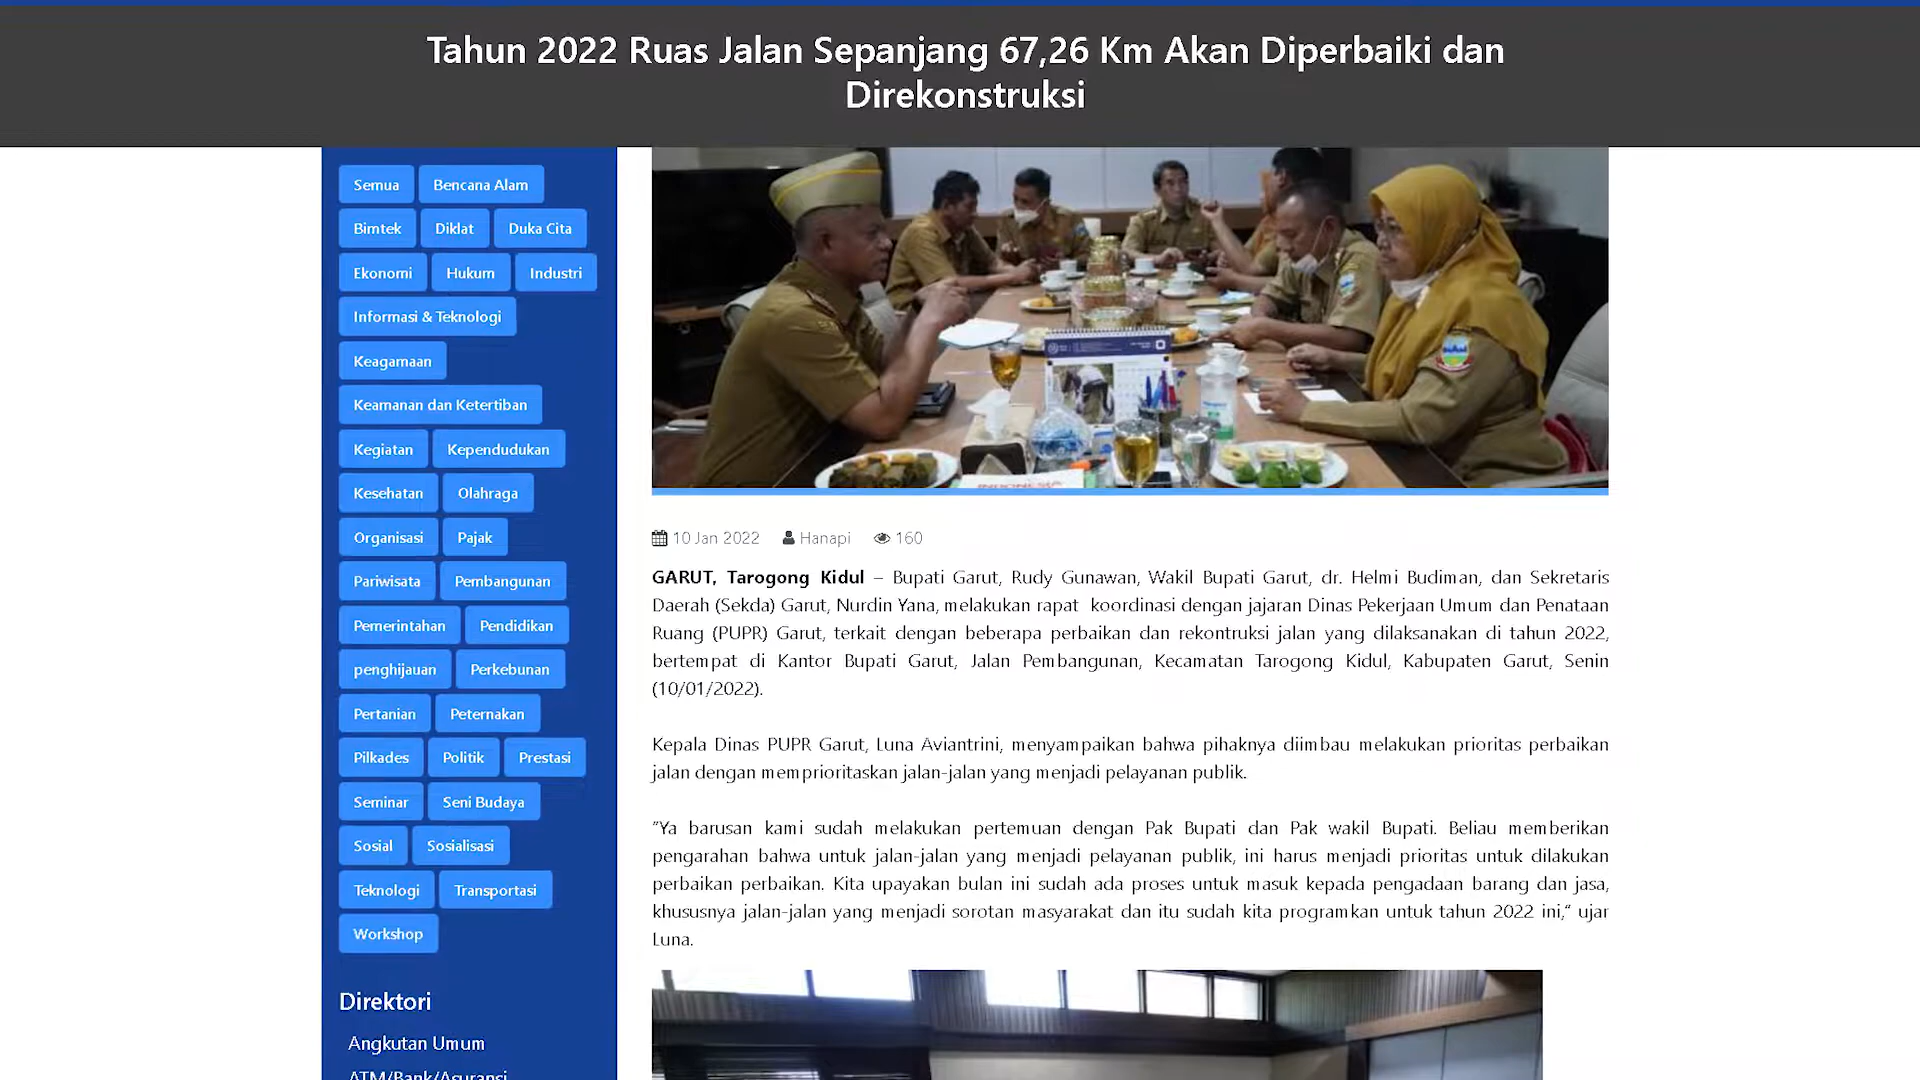 Tahun 2022 Ruas Jalan Sepanjang 67,26 Km Akan Diperbaiki dan
Direkonstruksi
Semua Bencana Alam
Bimtek Diklat Duka Cita
Ekonomi Hukum Industri
Informasi & Teknologi
Keagamaan
Keamanan dan Ketertiban
Kegiatan Kependudukan
Kesehatan Olahraga
Organisasi Pajak
Pariwisata Pembangunan
Pemerintahan Pendidikan
penghijauan Perkebunan
Pertanian Peternakan
Pilkades Politik Prestasi
Seminar Seni Budaya
Sosial Sosialisasi
Teknologi Transportasi
Workshop
Direktori
Angkutan Umum
ATM/Bank/Asuransi
INDONESIA
10 Jan 2022 Hanapi 160
GARUT, Tarogong Kidul – Bupati Garut, Rudy Gunawan, Wakil Bupati Garut, dr. Helmi Budiman, dan Sekretaris
Daerah (Sekda) Garut, Nurdin Yana, melakukan rapat koordinasi dengan jajaran Dinas Pekerjaan Umum dan Penataan
Ruang (PUPR) Garut, terkait dengan beberapa perbaikan dan rekontruksi jalan yang dilaksanakan di tahun 2022,
bertempat di Kantor Bupati Garut, Jalan Pembangunan, Kecamatan Tarogong Kidul, Kabupaten Garut, Senin
(10/01/2022).
Kepala Dinas PUPR Garut, Luna Aviantrini, menyampaikan bahwa pihaknya diimbau melakukan prioritas perbaikan
jalan dengan memprioritaskan jalan-jalan yang menjadi pelayanan publik.
"Ya barusan kami sudah melakukan pertemuan dengan Pak Bupati dan Pak wakil Bupati. Beliau memberikan
pengarahan bahwa untuk jalan-jalan yang menjadi pelayanan publik, ini harus menjadi prioritas untuk dilakukan
perbaikan perbaikan. Kita upayakan bulan ini sudah ada proses untuk masuk kepada pengadaan barang dan jasa,
khususnya jalan-jalan yang menjadi sorotan masyarakat dan itu sudah kita programkan untuk tahun 2022 ini," ujar
Luna.